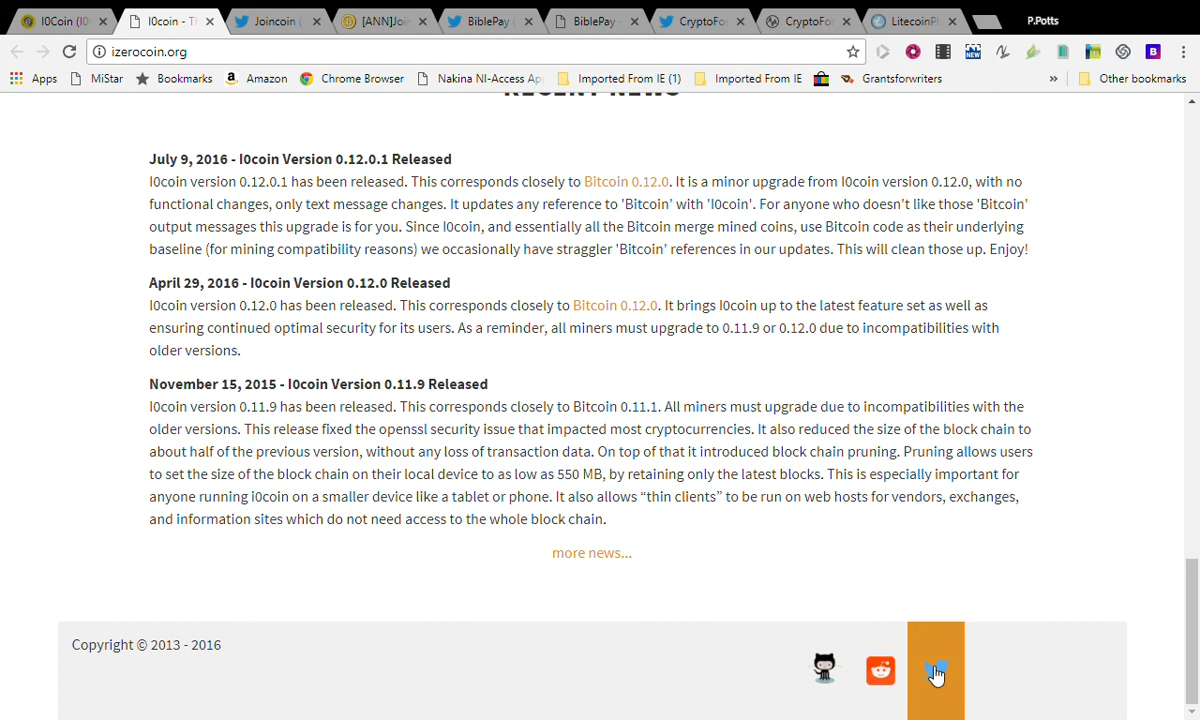 I0Coin (I0
I0coin - Th
Joincoin (
[ANN]Join
BiblePay (
BiblePay -
CryptoFo
CryptoFo
LitecoinPl
P.Potts
izerocoin.org
Apps
MiStar
Bookmarks
Amazon
Chrome Browser
Nakina NI-Access Ap
Imported From IE (1)
Imported From IE
Grantsforwriters
»
Other bookmarks
RECENT NEWS
July 9, 2016 - I0coin Version 0.12.0.1 Released
I0coin version 0.12.0.1 has been released. This corresponds closely to Bitcoin 0.12.0. It is a minor upgrade from I0coin version 0.12.0, with no
functional changes, only text message changes. It updates any reference to 'Bitcoin' with 'I0coin'. For anyone who doesn't like those 'Bitcoin'
output messages this upgrade is for you. Since I0coin, and essentially all the Bitcoin merge mined coins, use Bitcoin code as their underlying
baseline (for mining compatibility reasons) we occasionally have straggler 'Bitcoin' references in our updates. This will clean those up. Enjoy!
April 29, 2016 - I0coin Version 0.12.0 Released
I0coin version 0.12.0 has been released. This corresponds closely to Bitcoin 0.12.0. It brings I0coin up to the latest feature set as well as
ensuring continued optimal security for its users. As a reminder, all miners must upgrade to 0.11.9 or 0.12.0 due to incompatibilities with
older versions.
November 15, 2015 - I0coin Version 0.11.9 Released
I0coin version 0.11.9 has been released. This corresponds closely to Bitcoin 0.11.1. All miners must upgrade due to incompatibilities with the
older versions. This release fixed the openssl security issue that impacted most cryptocurrencies. It also reduced the size of the block chain to
about half of the previous version, without any loss of transaction data. On top of that it introduced block chain pruning. Pruning allows users
to set the size of the block chain on their local device to as low as 550 MB, by retaining only the latest blocks. This is especially important for
anyone running i0coin on a smaller device like a tablet or phone. It also allows “thin clients” to be run on web hosts for vendors, exchanges,
and information sites which do not need access to the whole block chain.
more news...
Copyright © 2013 - 2016